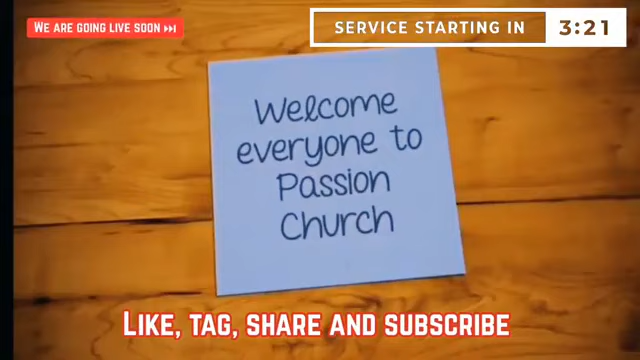 WE ARE GOING LIVE SOON ⏭
SERVICE STARTING IN 3:21
Welcome
everyone to
Passion
Church
LIKE, TAG, SHARE AND SUBSCRIBE